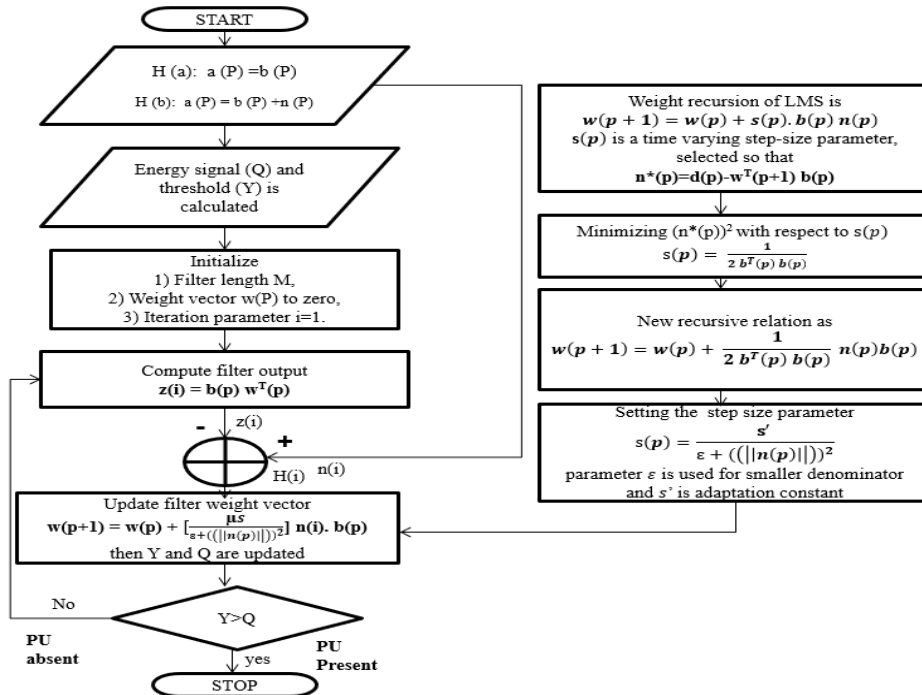 START
H (a): a (P) =b (P)
H (b): a (P) = b (P) +n (P)
Energy signal (Q) and
threshold (Y) is
calculated
Initialize
1) Filter length M,
2) Weight vector w(P) to zero,
3) Iteration parameter i=1.
Compute filter output
z(i) = b(p) wᵀ(p)
- z(i) +
H(i) n(i)
Update filter weight vector
w(p+1) = w(p) + [μs / ε+((||n(p)||))²] n(i). b(p)
then Y and Q are updated
No
Y>Q
PU
absent
PU
Present
yes
STOP
Weight recursion of LMS is
w(p + 1) = w(p) + s(p). b(p) n(p)
s(p) is a time varying step-size parameter,
selected so that
n*(p)=d(p)-wᵀ(p+1) b(p)
Minimizing (n*(p))² with respect to s(p)
s(p) = 1 / 2 bᵀ(p) b(p)
New recursive relation as
w(p + 1) = w(p) + 1 / 2 bᵀ(p) b(p) n(p)b(p)
Setting the step size parameter
s(p) = s′ / ε + ((||n(p)||))²
parameter ε is used for smaller denominator
and s' is adaptation constant